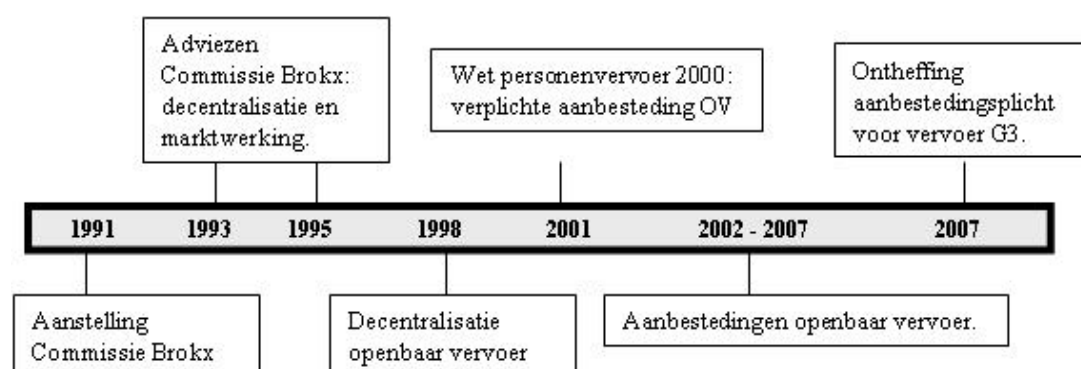 Adviezen
Commissie Brokx:
decentralisatie en
marktwerking.
Wet personenvervoer 2000:
verplichte aanbesteding OV
Ontheffing
aanbestedingsplicht
voor vervoer G3.
1991 1993 1995 1998 2001 2002 - 2007 2007
Aanstelling
Commissie Brokx
Decentralisatie
openbaar vervoer
Aanbestedingen openbaar vervoer.